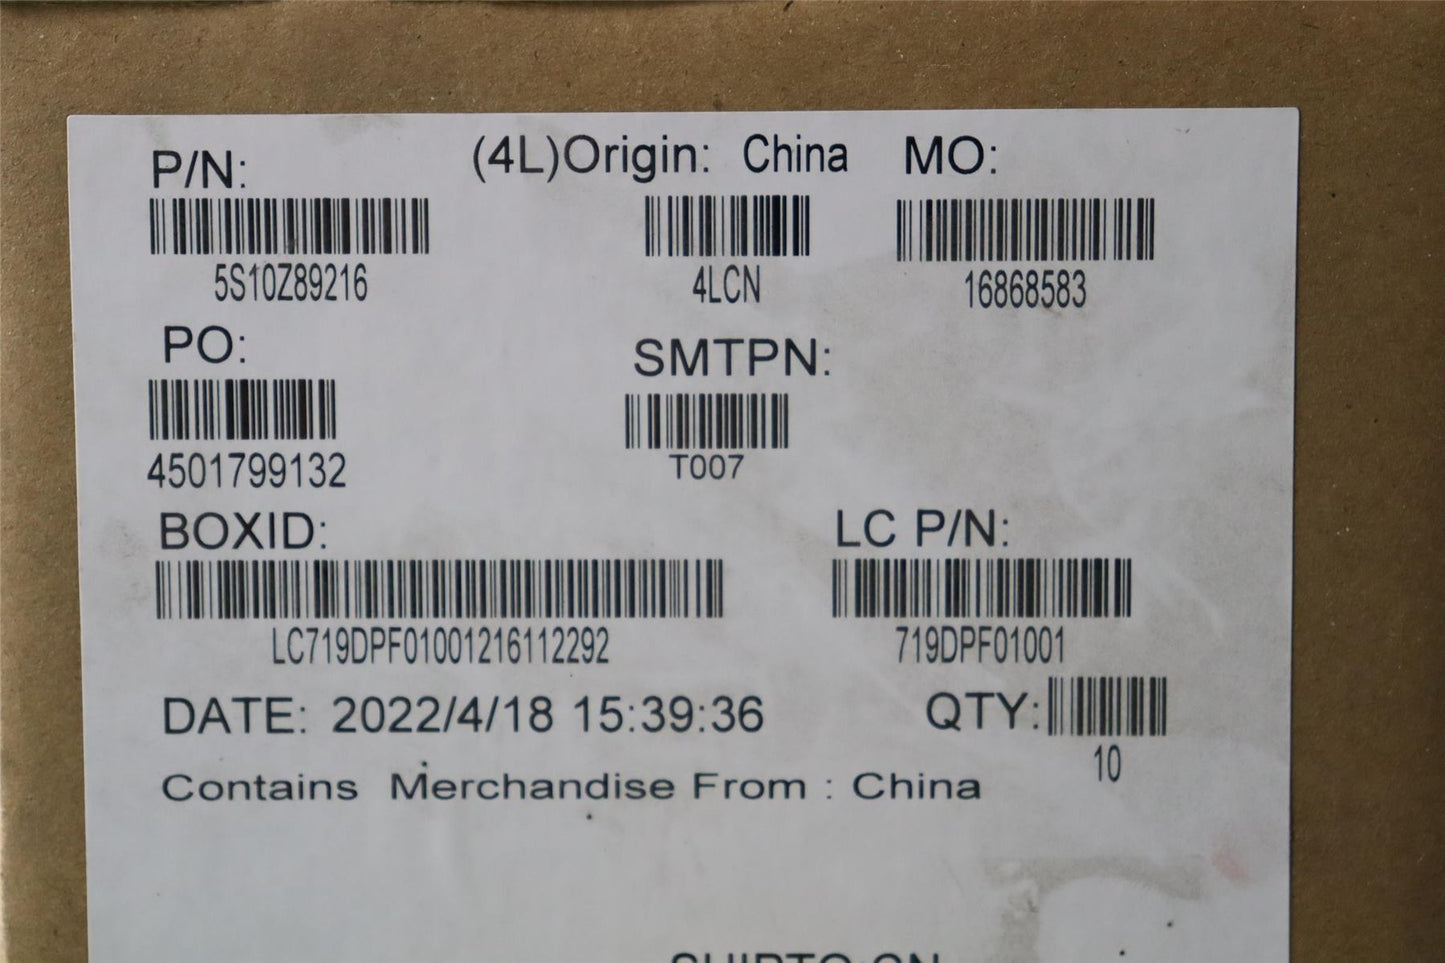 P/N: (4L)Origin: China MO:
5S10Z89216 4LCN 16868583
PO: SMTPN:
4501799132 T007
BOXID: LC P/N:
LC719DPF01001216112292 719DPF01001
DATE: 2022/4/18 15:39:36 QTY:
10
Contains Merchandise From : China